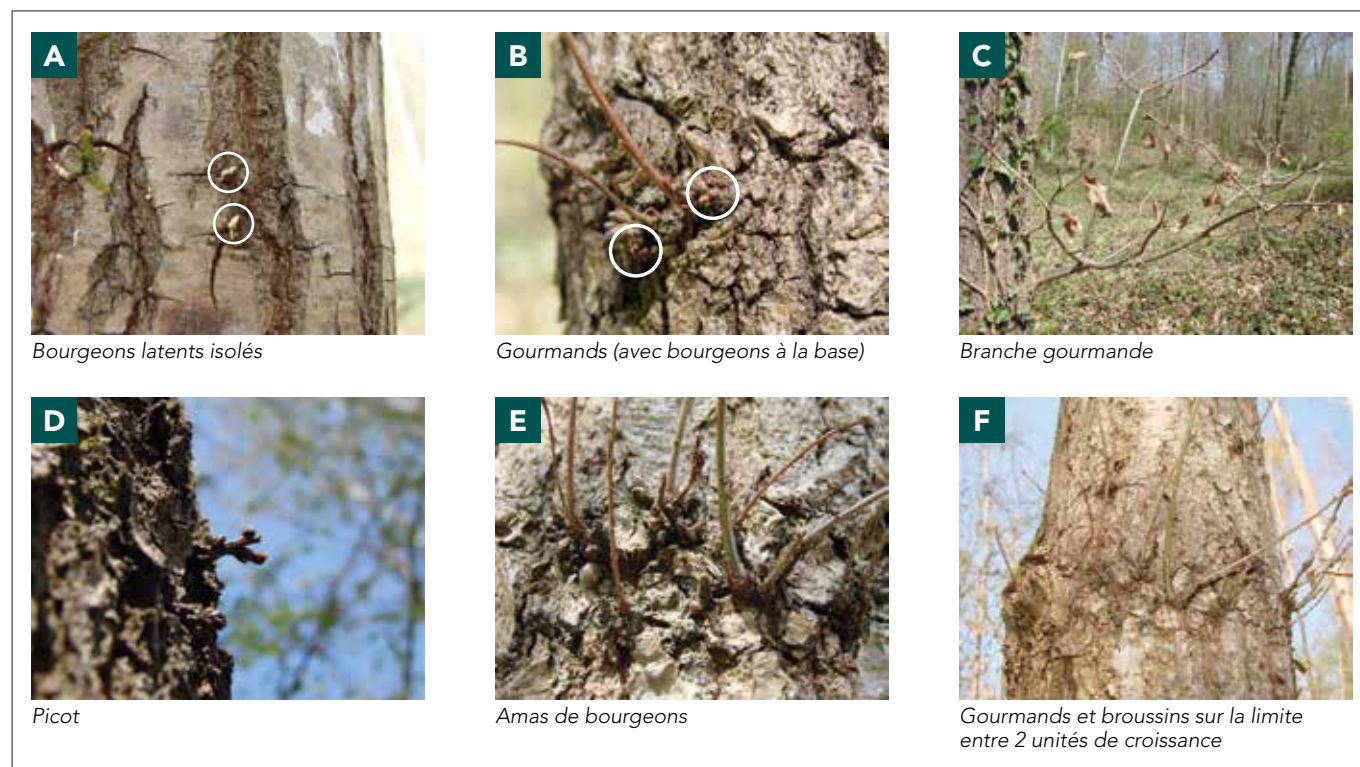 A
B
C
Bourgeons latents isolés
Gourmands (avec bourgeons à la base)
Branche gourmande
D
E
F
Picot
Amas de bourgeons
Gourmands et broussins sur la limite
entre 2 unités de croissance